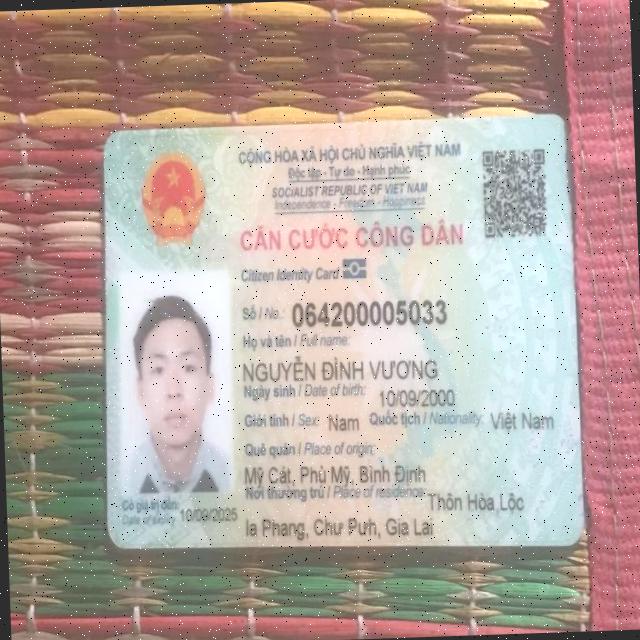 CỘNG HÒA XÃ HỘI CHỦ NGHĨA VIỆT NAM
Độc lập - Tự do - Hạnh phúc
SOCIALIST REPUBLIC OF VIET NAM
Independence - Freedom - Happiness
CĂN CƯỚC CÔNG DÂN
Citizen Identity Card
Số / No.: 064200005033
Họ và tên / Full name:
NGUYỄN ĐÌNH VƯƠNG
Ngày sinh / Date of birth: 10/09/2000
Giới tính / Sex: Nam Quốc tịch / Nationality: Việt Nam
Quê quán / Place of origin:
Mỹ Cát, Phù Mỹ, Bình Định
Nơi thường trú / Place of residence: Thôn Hòa Lộc
Ia Phang, Chư Pưh, Gia Lai
Có giá trị đến: 10/09/2025
Date of expiry